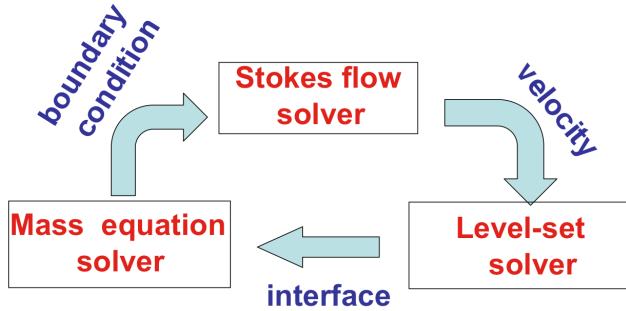 boundary
condition
Stokes flow
solver
velocity
Mass equation
solver
Level-set
solver
interface